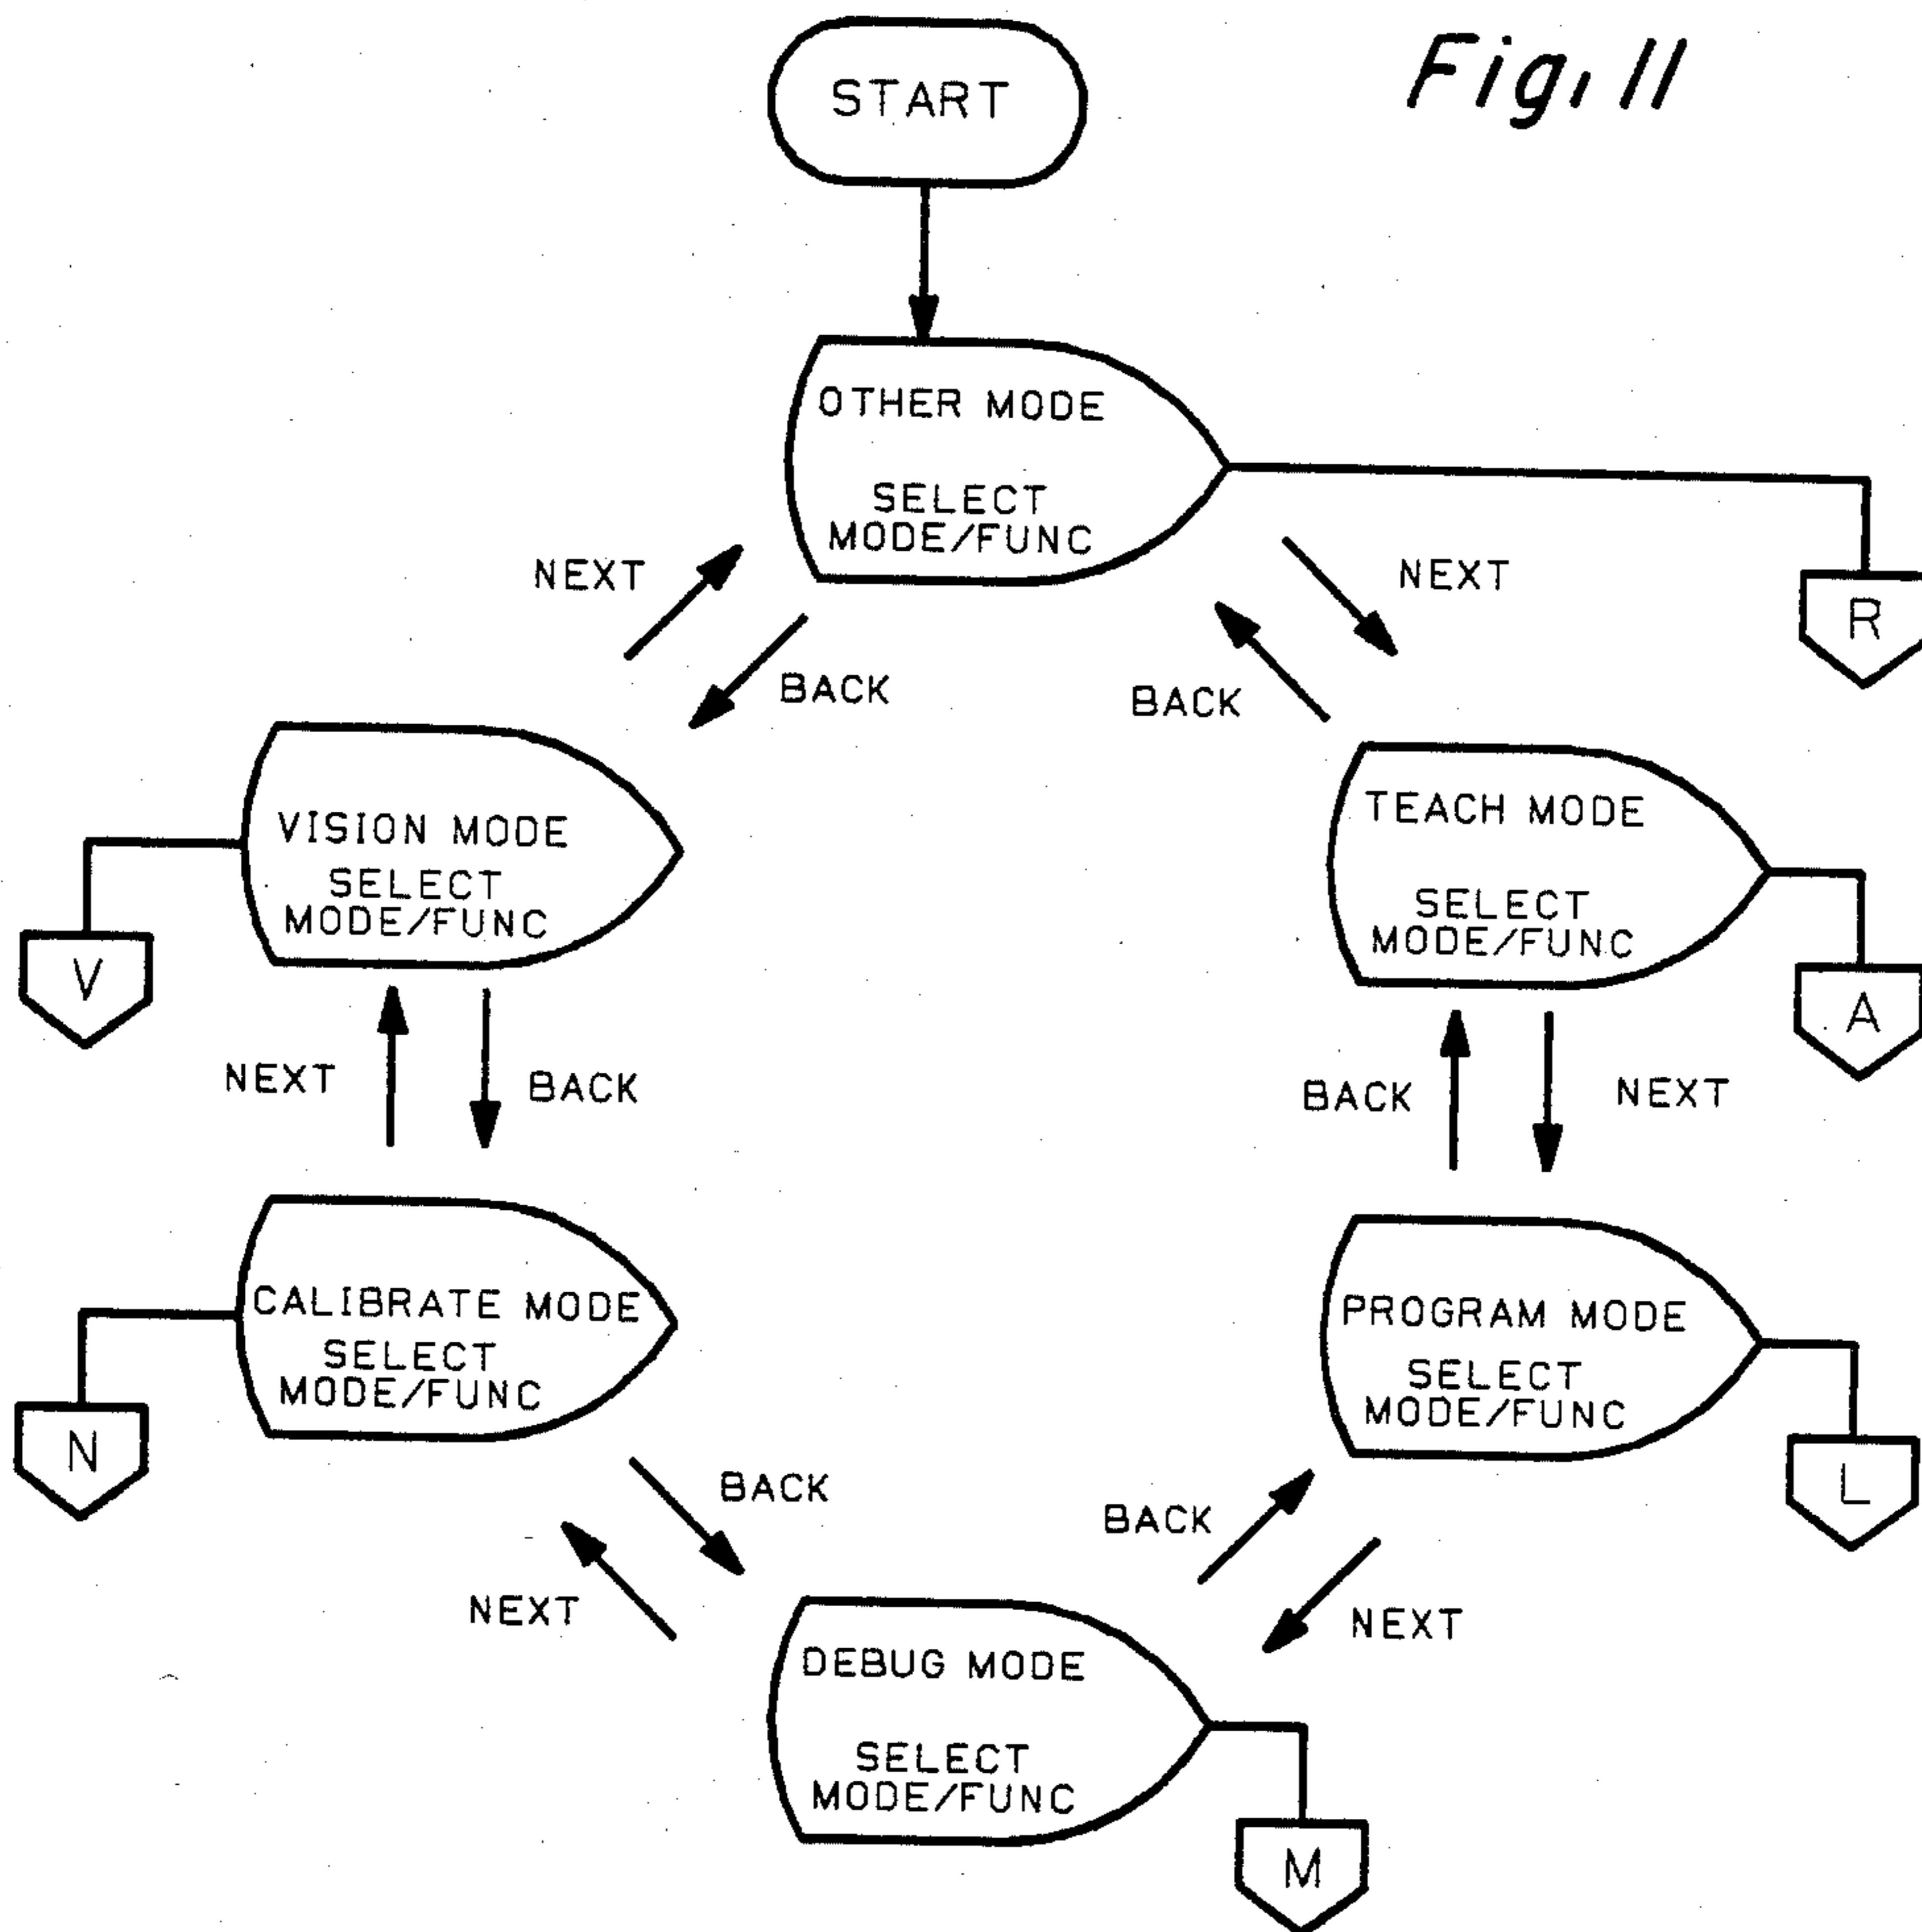 Fig. 11
START
OTHER MODE
SELECT
MODE/FUNC
NEXT
NEXT
R
BACK
BACK
VISION MODE
SELECT
MODE/FUNC
TEACH MODE
SELECT
MODE/FUNC
V
A
NEXT
BACK
BACK
NEXT
CALIBRATE MODE
SELECT
MODE/FUNC
PROGRAM MODE
SELECT
MODE/FUNC
N
L
BACK
BACK
NEXT
NEXT
DEBUG MODE
SELECT
MODE/FUNC
M